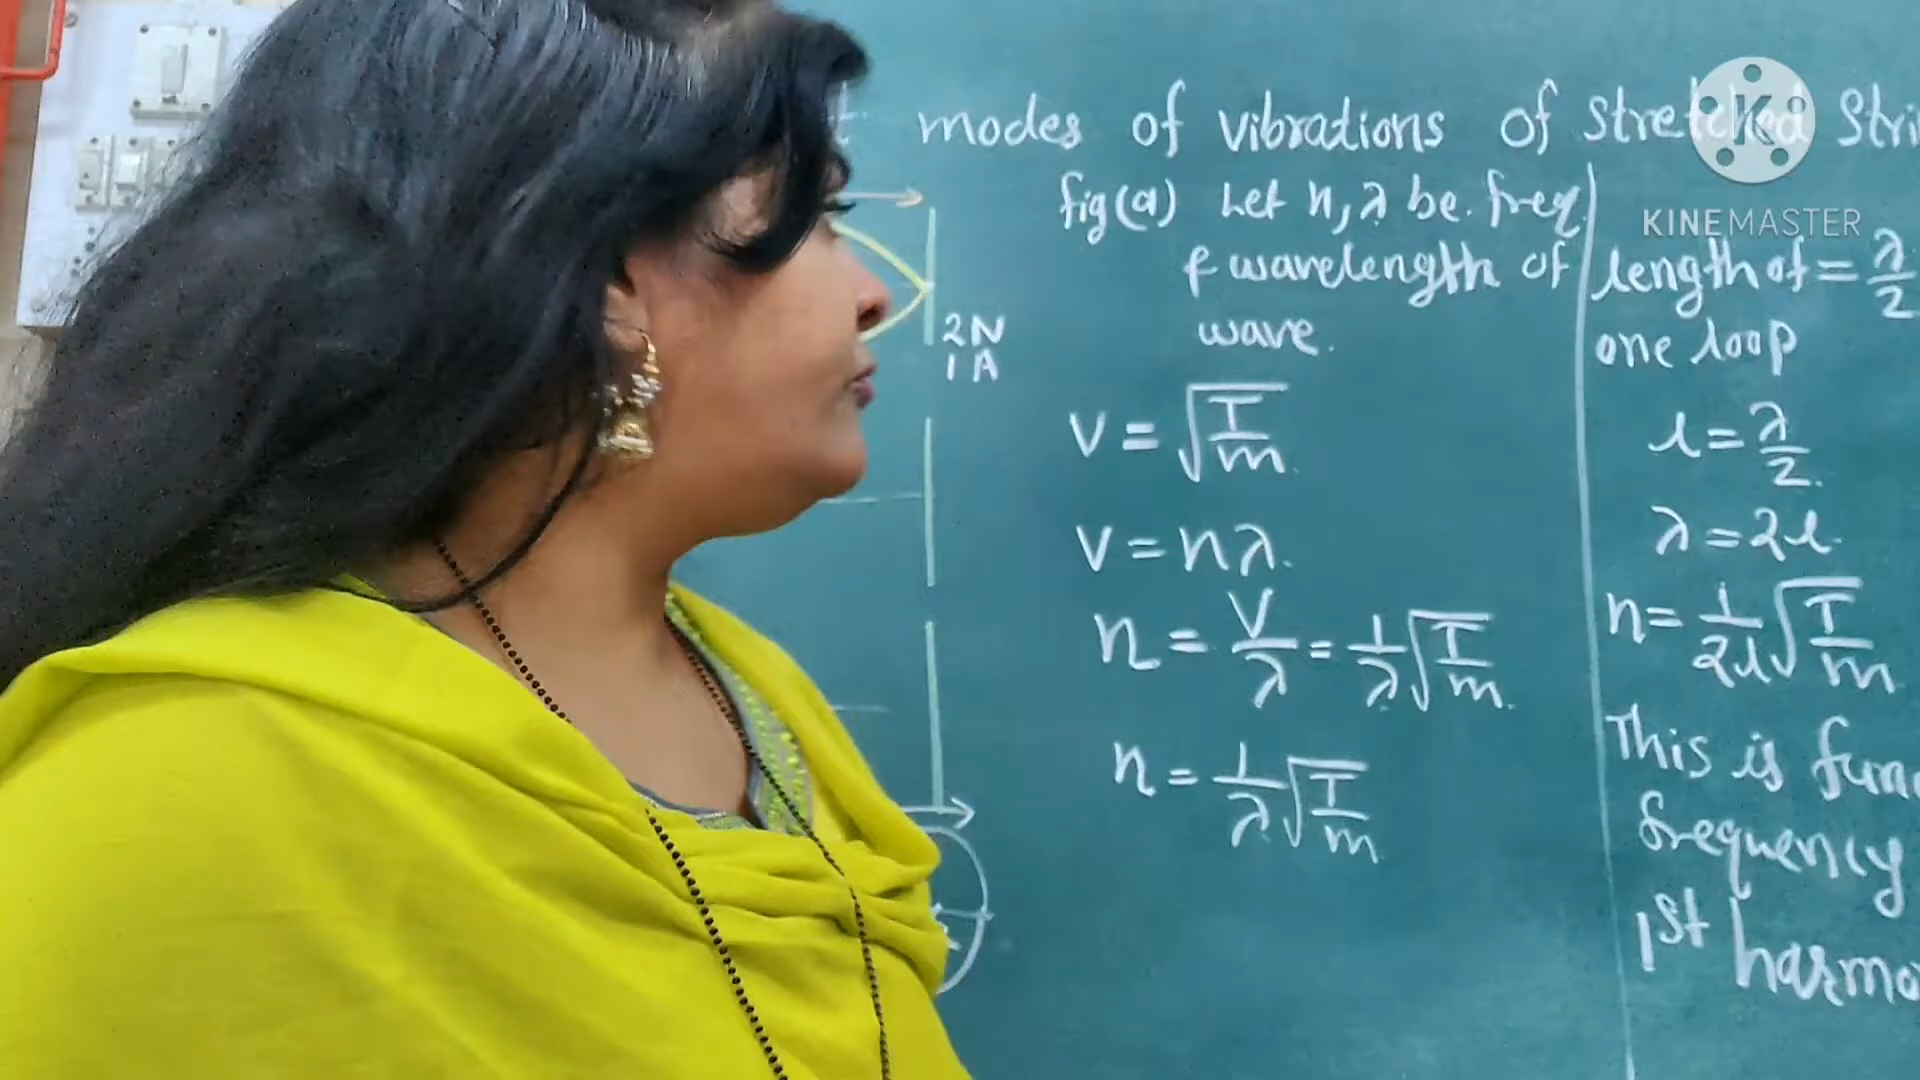 modes of vibrations of stretched Stri
fig(a) Let n, λ be. freq.
& wavelength of
wave.
v = √(T/m)
v = nλ.
n = v/λ = 1/λ √(T/m)
n = 1/λ √(T/m)
2N
1A
length of = λ/2
one loop
l = λ/2
λ = 2l
n = 1/2l √(T/m)
This is fun
frequency
1st harmo
KINEMASTER